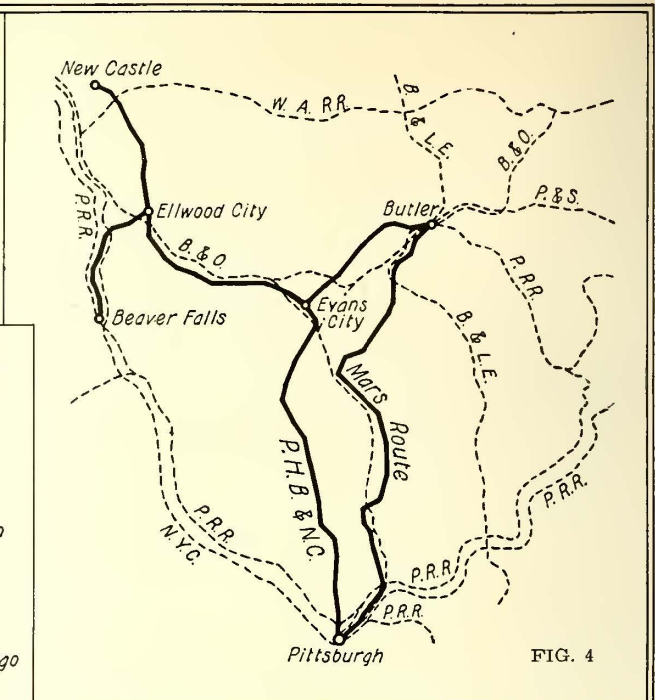 New Castle
W. A. RR.
B. & L.E.
B. & O.
P. R.R.
Ellwood City
Butler
P. & S.
B. & O.
P. R.R.
Evans
City
Beaver Falls
B. & L.E.
Mars Route
P. H. B. & N.C.
P. R.R.
P. R.R.
N.Y.C.
P. R.R.
P. R.R.
Pittsburgh
FIG. 4
go